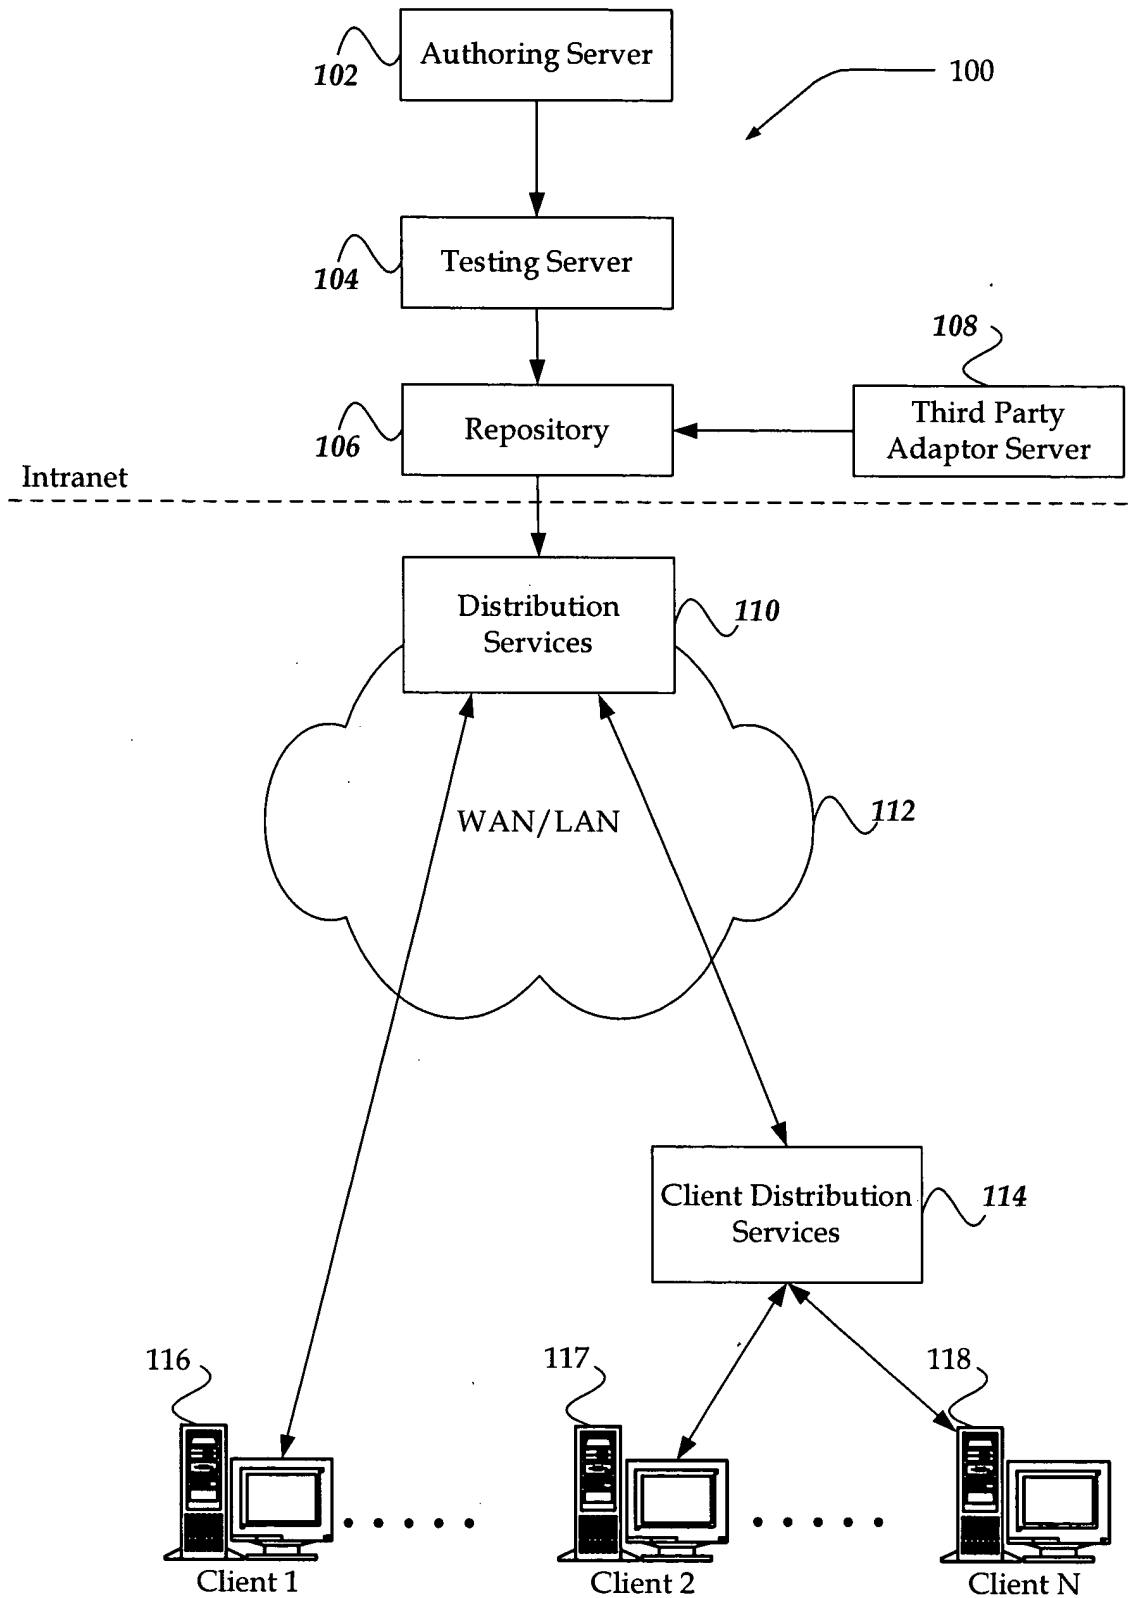 Authoring Server
102
100
Testing Server
104
108
Repository
106
Third Party
Adaptor Server
Intranet
Distribution
Services
110
WAN/LAN
112
Client Distribution
Services
114
116
117
118
Client 1
Client 2
Client N